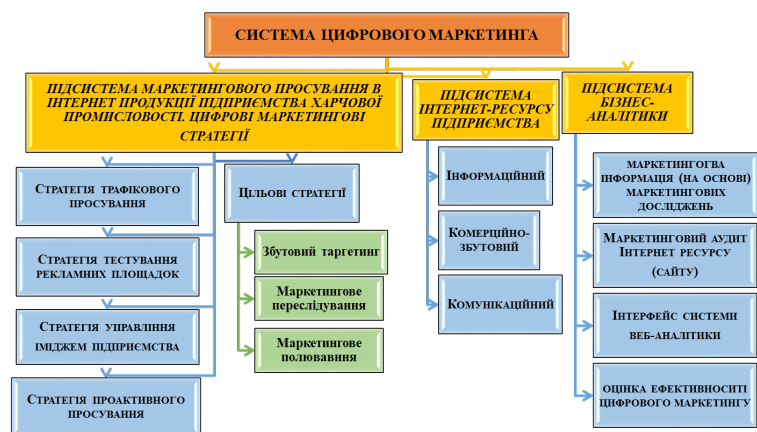 СИСТЕМА ЦИФРОВОГО МАРКЕТИНГА
ПІДСИСТЕМА МАРКЕТИНГОВОГО ПРОСУВАННЯ В
ІНТЕРНЕТ ПРОДУКЦІЇ ПІДПРИЄМСТВА ХАРЧОВОЇ
ПРОМИСЛОВОСТІ. ЦИФРОВІ МАРКЕТИНГОВІ
СТРАТЕГІЇ
СТРАТЕГІЯ ТРАФІКОВОГО
ПРОСУВАННЯ
СТРАТЕГІЯ ТЕСТУВАННЯ
РЕКЛАМНИХ ПЛОЩАДОК
СТРАТЕГІЯ УПРАВЛІННЯ
ІМІДЖЕМ ПІДПРИЄМСТВА
СТРАТЕГІЯ ПРОАКТИВНОГО
ПРОСУВАННЯ
ЦІЛЬОВІ СТРАТЕГІЇ
Збутовий таргетинг
Маркетингове
переслідування
Маркетингове
полюваввня
ПІДСИСТЕМА
ІНТЕРНЕТ-РЕСУРСУ
ПІДПРИЄМСТВА
ІНФОРМАЦІЙНИЙ
КОМЕРЦІЙНО-
ЗБУТОВИЙ
КОМУНІКАЦІЙНИЙ
ПІДСИСТЕМА
БІЗНЕС-
АНАЛІТИКИ
МАРКЕТИНГОГВА
ІНФОРМАЦІЯ (НА ОСНОВІ)
МАРКЕТИНГОВИХ
ДОСЛІДЖЕНЬ
МАРКЕТИНГОВИЙ АУДИТ
ІНТЕРНЕТ РЕСУРСУ
(САЙТУ)
ІНТЕРФЕЙС СИСТЕМИ
ВЕБ-АНАЛІТИКИ
ОЦІНКА ЕФЕКТИВНОСИТІ
ЦИФРОВОГО МАРКЕТИНГУ